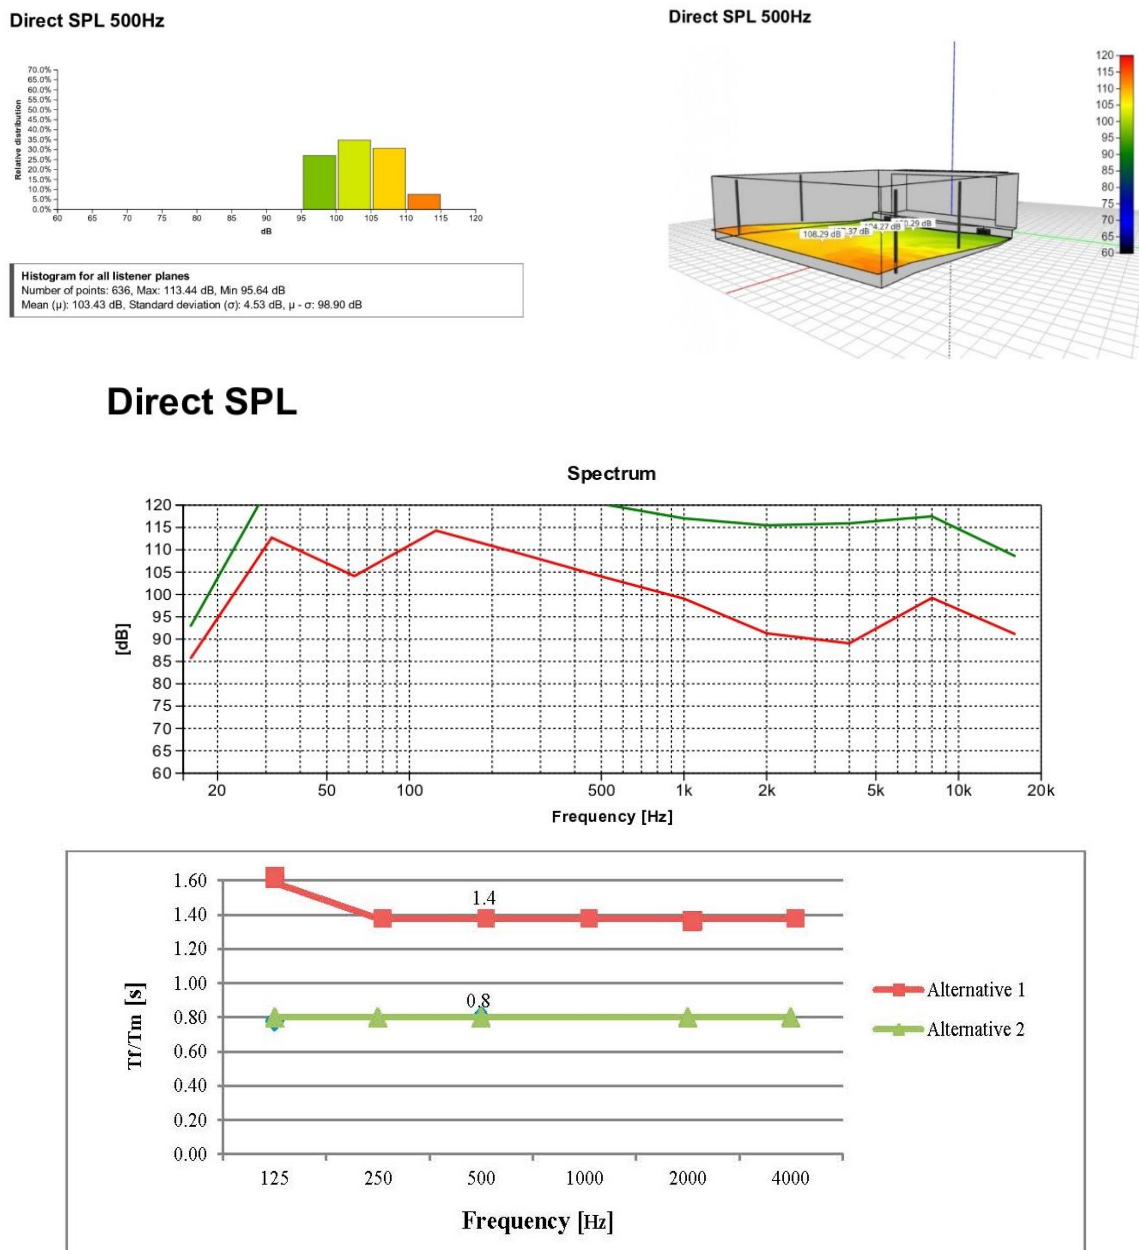 Direct SPL 500Hz
70.0%
65.0%
60.0%
55.0%
50.0%
45.0%
40.0%
35.0%
30.0%
25.0%
20.0%
15.0%
10.0%
5.0%
0.0%
Relative distribution
60 65 70 75 80 85 90 95 100 105 110 115 120
dB
Histogram for all listener planes
Number of points: 636, Max: 113.44 dB, Min 95.64 dB
Mean (μ): 103.43 dB, Standard deviation (σ): 4.53 dB, μ - σ: 98.90 dB
Direct SPL 500Hz
120
115
110
105
100
95
90
85
80
75
70
65
60
108.29 dB
.37 dB
.27 dB
.29 dB
Direct SPL
Spectrum
120
115
110
105
100
95
90
85
80
75
70
65
60
[dB]
20 50 100 500 1k 2k 5k 10k 20k
Frequency [Hz]
1.60
1.40
1.20
1.00
0.80
0.60
0.40
0.20
0.00
Tf/Tm [s]
1.4
0.8
125 250 500 1000 2000 4000
Frequency [Hz]
Alternative 1
Alternative 2